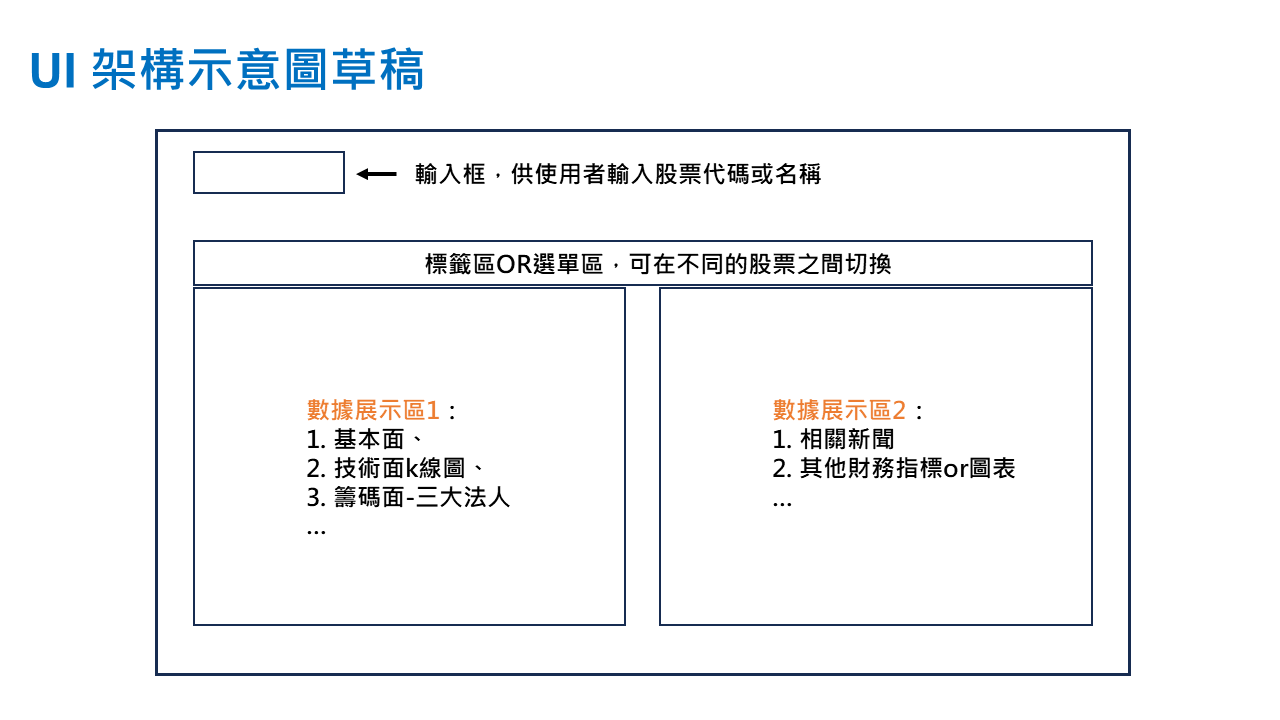 UI 架構示意圖草稿
輸入框，供使用者輸入股票代碼或名稱
標籤區OR選單區，可在不同的股票之間切換
數據展示區1：
1. 基本面、
2. 技術面k線圖、
3. 籌碼面-三大法人
...
數據展示區2：
1. 相關新聞
2. 其他財務指標or圖表
...